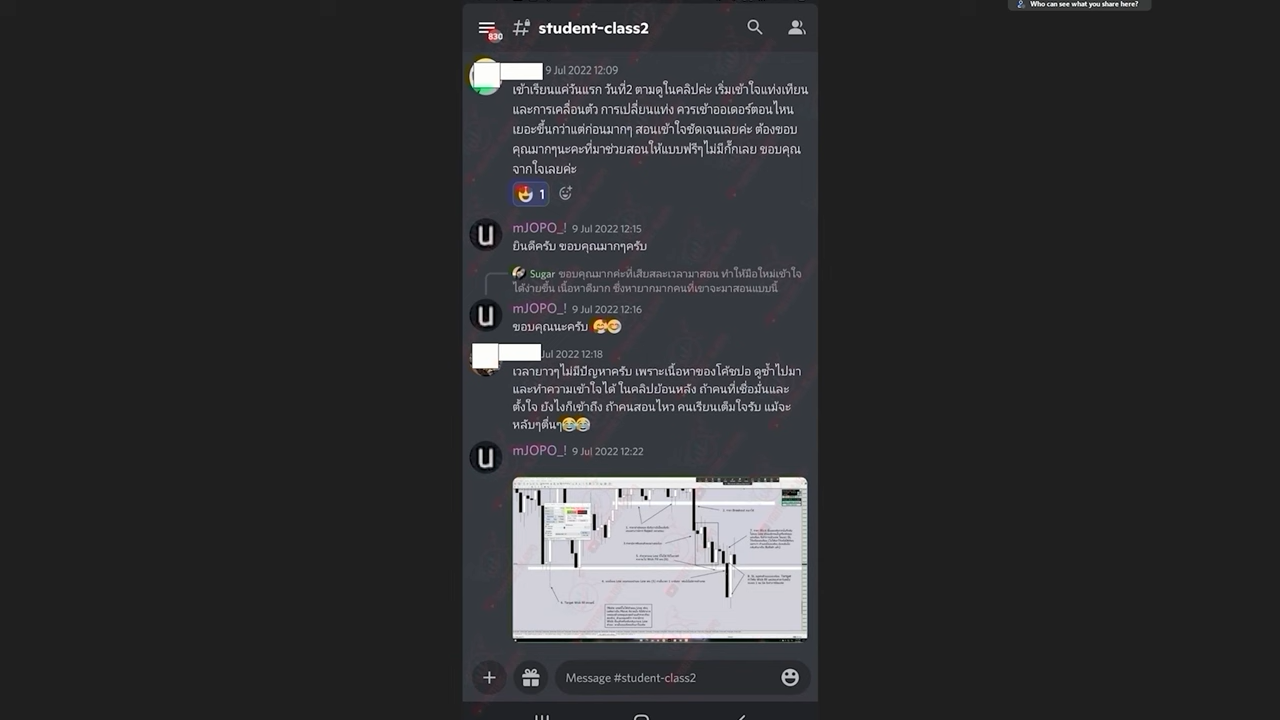 Who can see what you share here?
830
student-class2
9 Jul 2022 12:09
เข้าเรียนแค่วันแรก วันที่2 ตามดูในคลิปค่ะ เริ่มเข้าใจแท่งเทียน
และการเคลื่อนตัว การเปลี่ยนแท่ง ควรเข้าออเดอร์ตอนไหน
เยอะขึ้นกว่าแต่ก่อนมากๆ สอนเข้าใจชัดเจนเลยค่ะ ต้องขอบ
คุณมากๆนะคะที่มาช่วยสอนให้แบบฟรีๆไม่มีกั๊กเลย ขอบคุณ
จากใจเลยค่ะ
1
mJOPO_! 9 Jul 2022 12:15
ยินดีครับ ขอบคุณมากๆครับ
Sugar ขอบคุณมากค่ะที่เสียสละเวลามาสอน ทำให้มือใหม่เข้าใจ
ได้ง่ายขึ้น เนื้อหาดีมาก ซึ่งหายากมากคนที่เขาจะมาสอนแบบนี้
mJOPO_! 9 Jul 2022 12:16
ขอบคุณนะครับ
Jul 2022 12:18
เวลายาวๆไม่มีปัญหาครับ เพราะเนื้อหาของโค้ชปอ ดูซ้ำไปมา
และทำความเข้าใจได้ ในคลิปย้อนหลัง ถ้าคนที่เชื่อมั่นและ
ตั้งใจ ยังไงก็เข้าถึง ถ้าคนสอนไหว คนเรียนเต็มใจรับ แม้จะ
หลับๆตื่นๆ
mJOPO_! 9 Jul 2022 12:22
Message #student-class2